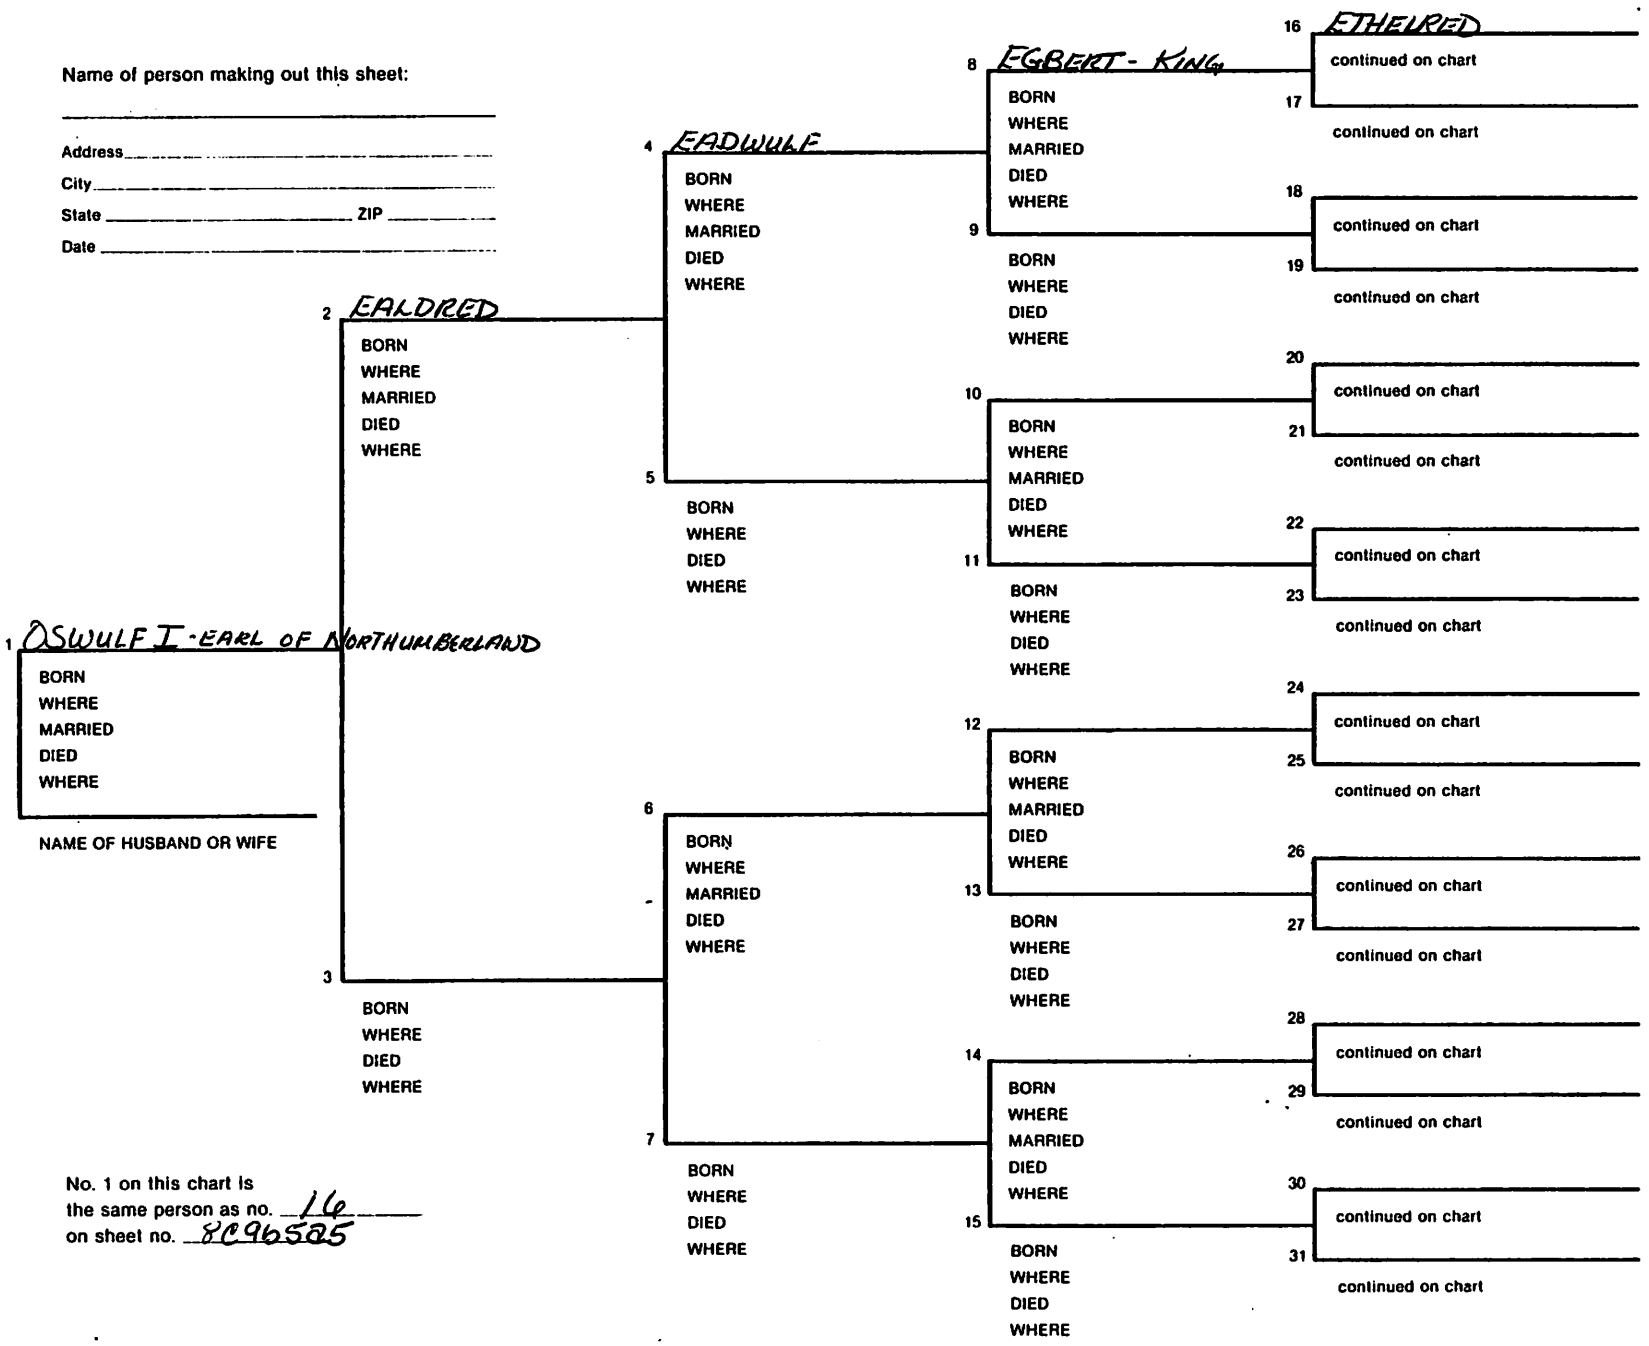 Name of person making out this sheet:
Address
City
State ZIP
Date
1 OSWULF I - EARL OF NORTHUMBERLAND
BORN
WHERE
MARRIED
DIED
WHERE
NAME OF HUSBAND OR WIFE
2 EALDRED
BORN
WHERE
MARRIED
DIED
WHERE
3
BORN
WHERE
DIED
WHERE
4 EADWULF
BORN
WHERE
MARRIED
DIED
WHERE
5
BORN
WHERE
DIED
WHERE
6
BORN
WHERE
MARRIED
DIED
WHERE
7
BORN
WHERE
DIED
WHERE
8 EGBERT - KING
BORN
WHERE
MARRIED
DIED
WHERE
9
BORN
WHERE
DIED
WHERE
10
BORN
WHERE
MARRIED
DIED
WHERE
11
BORN
WHERE
DIED
WHERE
12
BORN
WHERE
MARRIED
DIED
WHERE
13
BORN
WHERE
DIED
WHERE
14
BORN
WHERE
MARRIED
DIED
WHERE
15
BORN
WHERE
DIED
WHERE
16 ETHELRED
continued on chart
17
continued on chart
18
continued on chart
19
continued on chart
20
continued on chart
21
continued on chart
22
continued on chart
23
continued on chart
24
continued on chart
25
continued on chart
26
continued on chart
27
continued on chart
28
continued on chart
29
continued on chart
30
continued on chart
31
continued on chart
No. 1 on this chart is
the same person as no. 16
on sheet no.